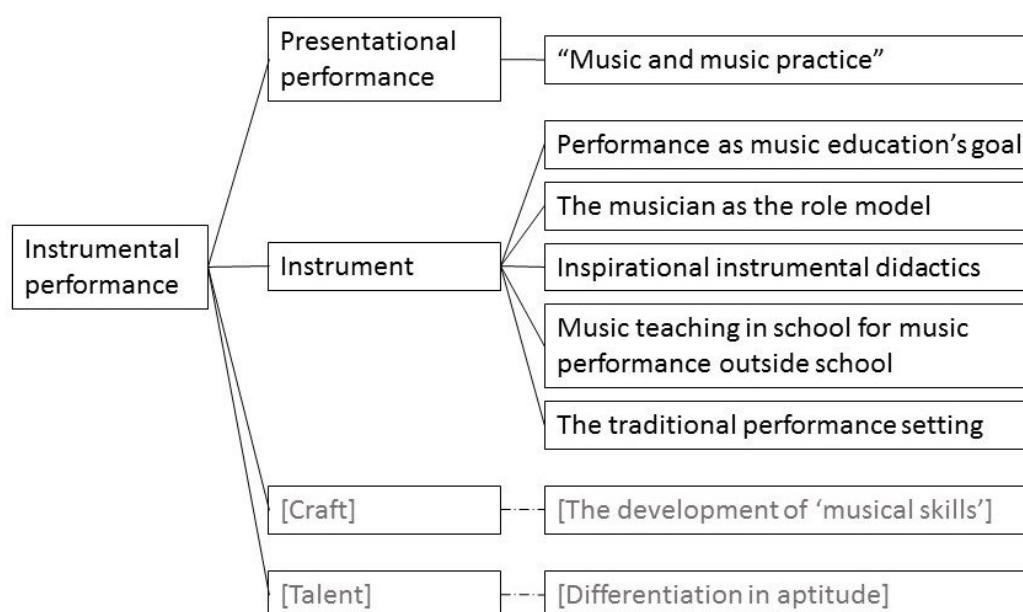 Presentational
performance
“Music and music practice”
Performance as music education’s goal
The musician as the role model
Instrumental
performance
Instrument
Inspirational instrumental didactics
Music teaching in school for music
performance outside school
The traditional performance setting
[Craft]
[The development of ‘musical skills’]
[Talent]
[Differentiation in aptitude]